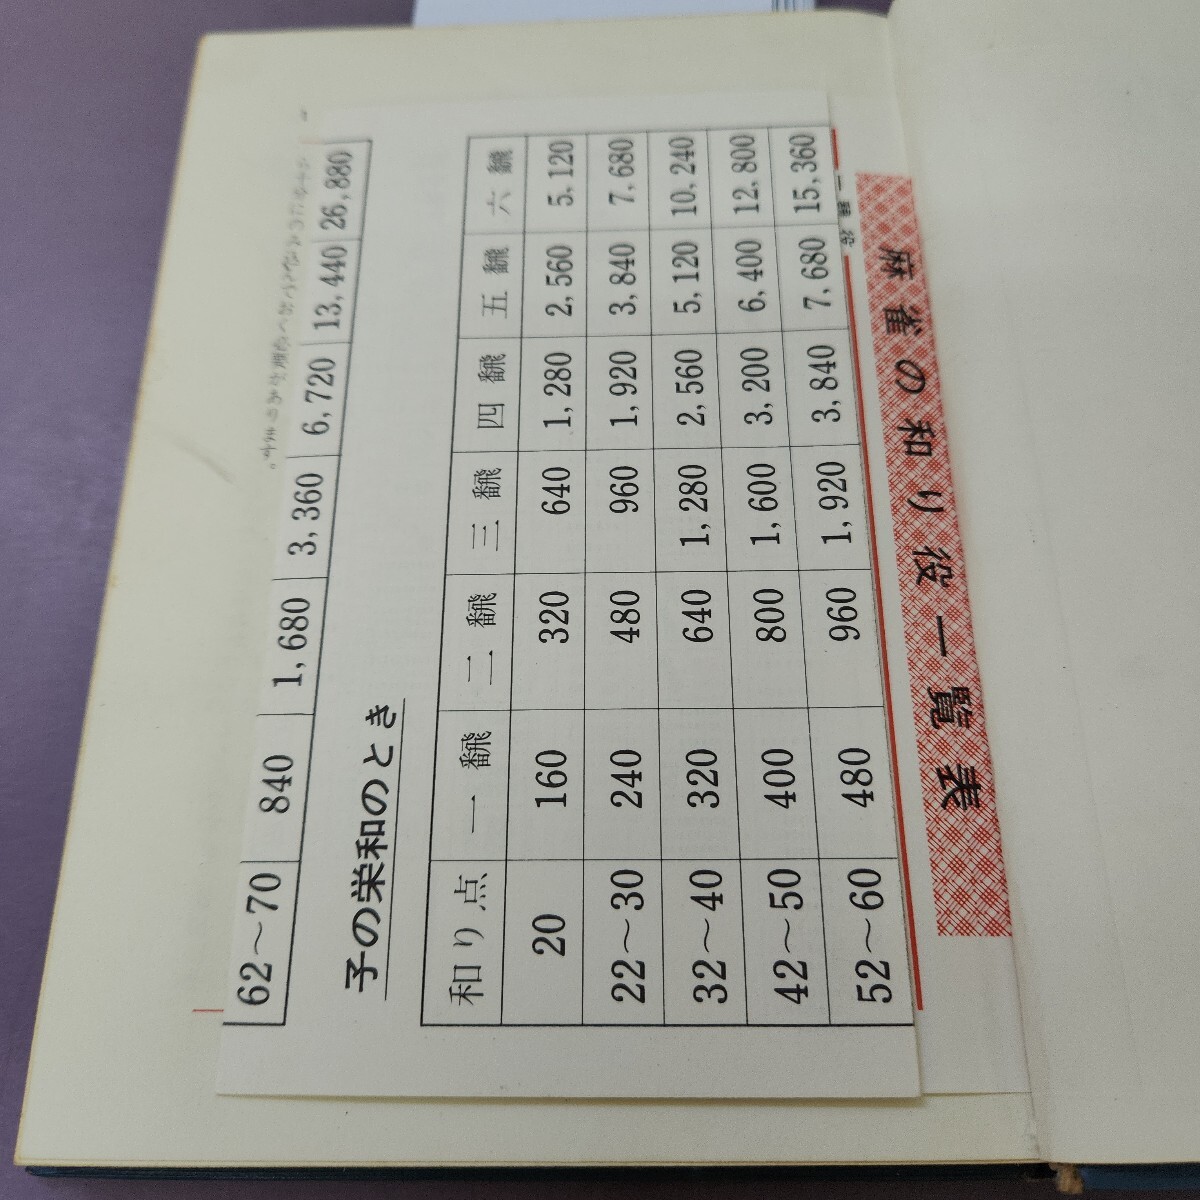 麻雀の和り役一覧表
62〜70 840 1,680 3,360 6,720 13,440 26,880
子の栄和のとき
和り点 一飜 二飜 三飜 四飜 五飜 六飜
20 160 320 640 1,280 2,560 5,120
22〜30 240 480 960 1,920 3,840 7,680
32〜40 320 640 1,280 2,560 5,120 10,240
42〜50 400 800 1,600 3,200 6,400 12,800
52〜60 480 960 1,920 3,840 7,680 15,360